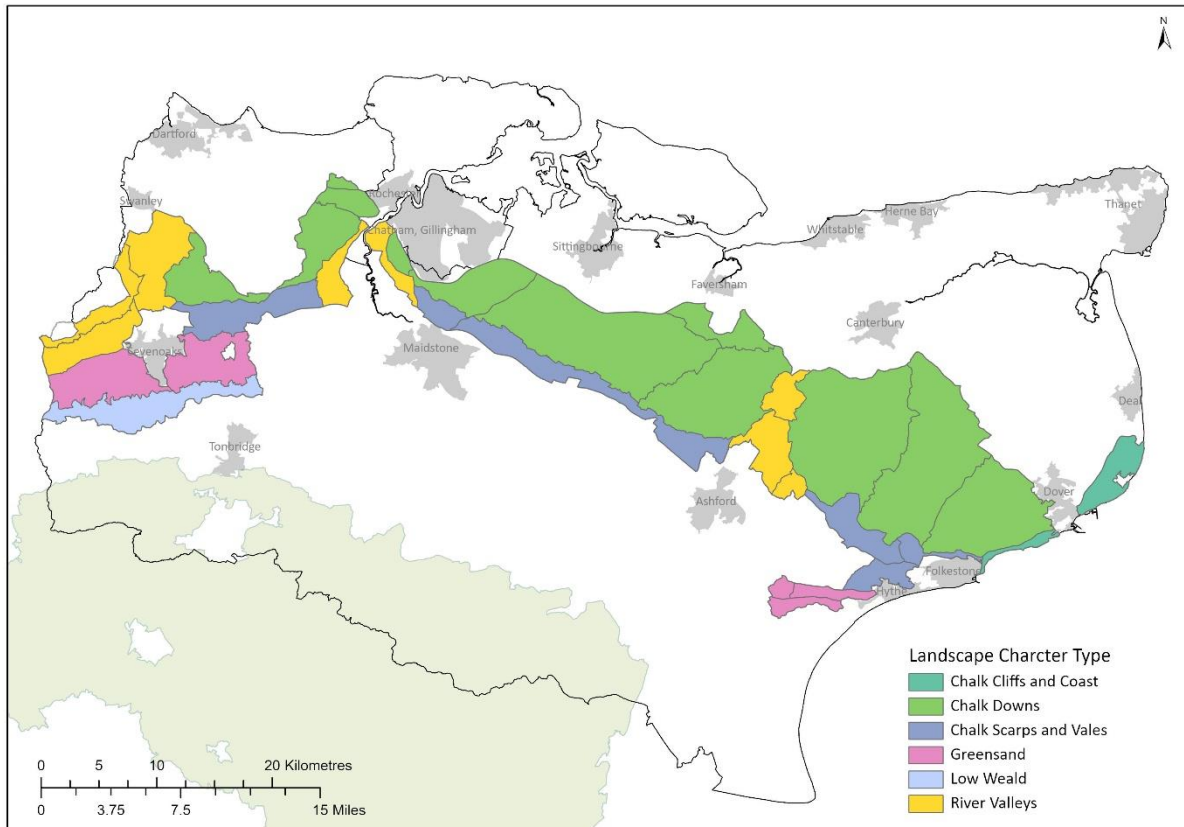 N
Dartford
Swanley
Rochester
Chatham, Gillingham
Sittingbourne
Faversham
Whitstable
Herne Bay
Thanet
Canterbury
Sevenoaks
Maidstone
Deal
Tonbridge
Ashford
Dover
Folkestone
Hythe
Landscape Charcter Type
Chalk Cliffs and Coast
Chalk Downs
Chalk Scarps and Vales
Greensand
Low Weald
River Valleys
0 5 10 20 Kilometres
0 3.75 7.5 15 Miles